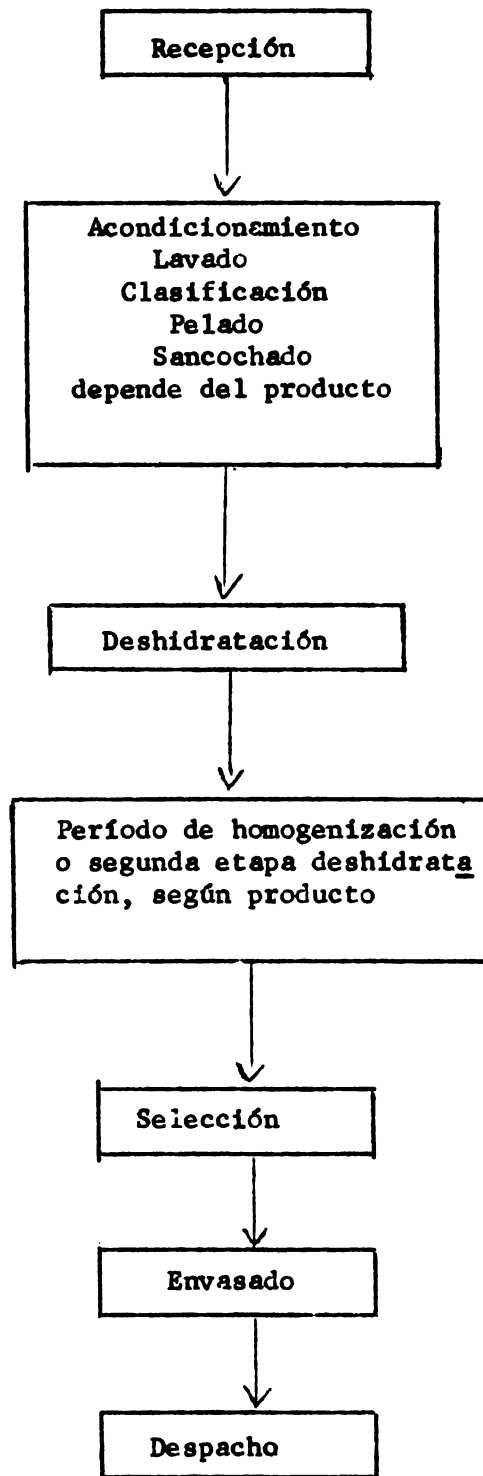 Recepción
Acondicionamiento
Lavado
Clasificación
Pelado
Sancochado
depende del producto
Deshidratación
Período de homogenización
o segunda etapa deshidrata
ción, según producto
Selección
Envasado
Despacho